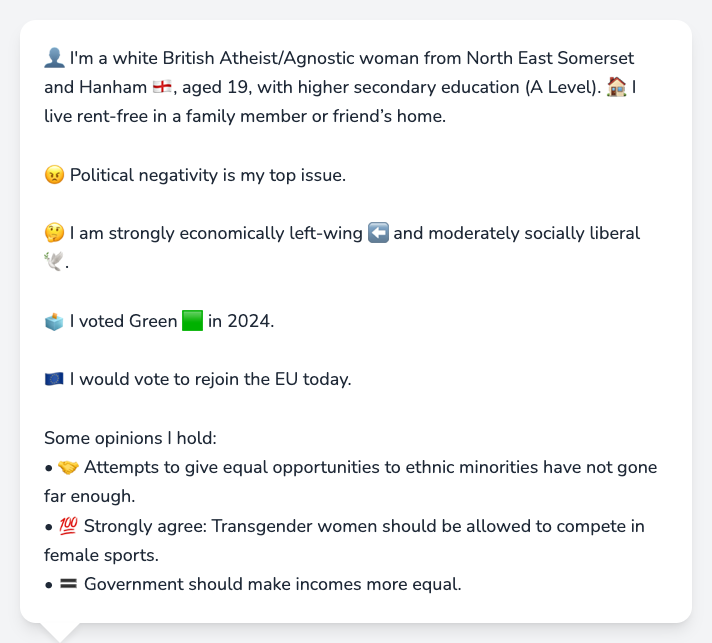 👤 I'm a white British Atheist/Agnostic woman from North East Somerset
and Hanham 🏴󠁧󠁢󠁥󠁮󠁧󠁿, aged 19, with higher secondary education (A Level). 🏠 I
live rent-free in a family member or friend’s home.
😠 Political negativity is my top issue.
🤔 I am strongly economically left-wing ⬅️ and moderately socially liberal
🕊️.
🗳️ I voted Green 🟩 in 2024.
🇪🇺 I would vote to rejoin the EU today.
Some opinions I hold:
• 🤝 Attempts to give equal opportunities to ethnic minorities have not gone
far enough.
• 💯 Strongly agree: Transgender women should be allowed to compete in
female sports.
• 🟰 Government should make incomes more equal.